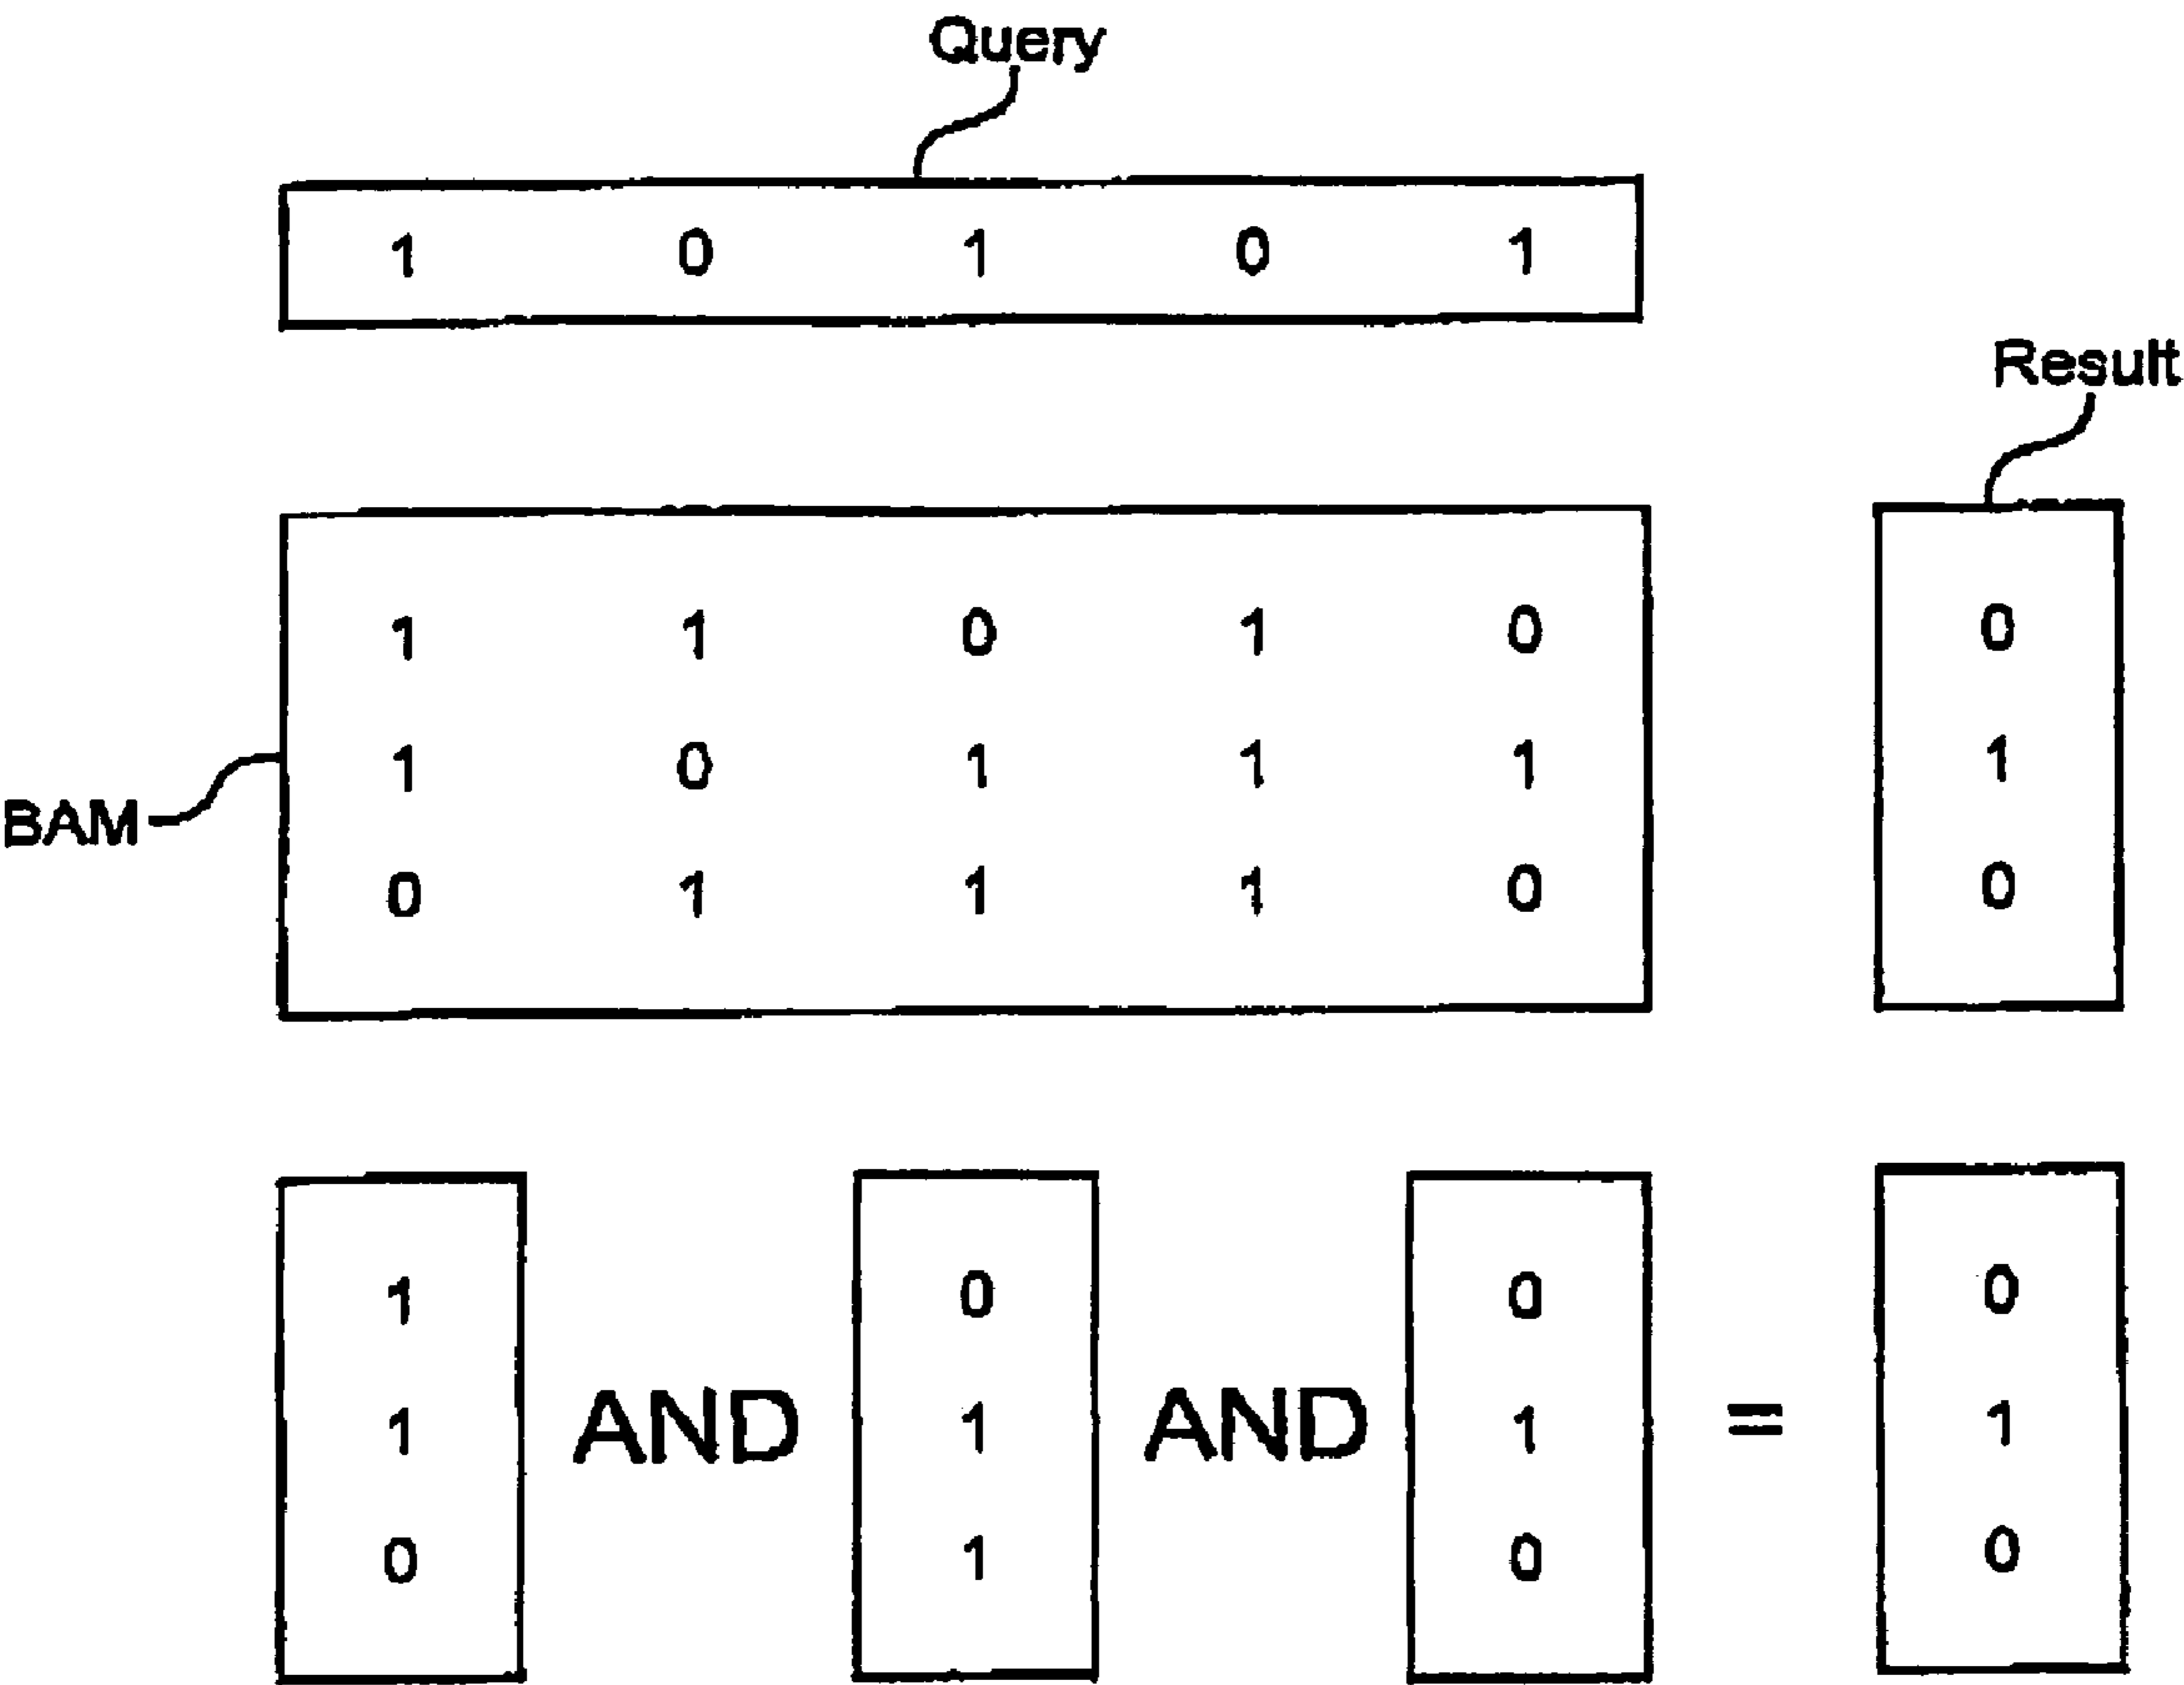 Query
1 0 1 0 1
Result
1 1 0 1 0 0
1 0 1 1 1 1
BAM
0 1 1 1 0 0
1 0 0 0
1 AND 1 AND 1 = 1
0 1 0 0